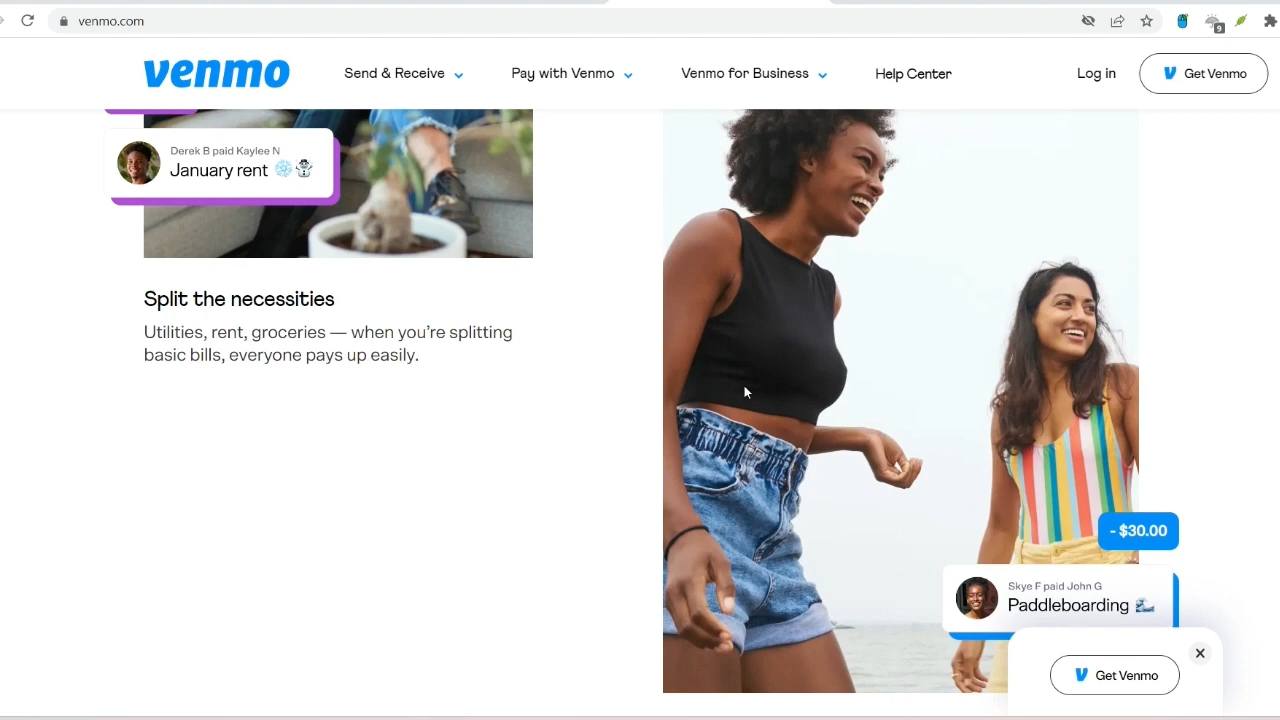 venmo.com
9
venmo
Send & Receive
Pay with Venmo
Venmo for Business
Help Center
Log in
Get Venmo
Derek B paid Kaylee N
January rent ❄️☃️
Split the necessities
Utilities, rent, groceries — when you're splitting
basic bills, everyone pays up easily.
- $30.00
Skye F paid John G
Paddleboarding 🌊
Get Venmo